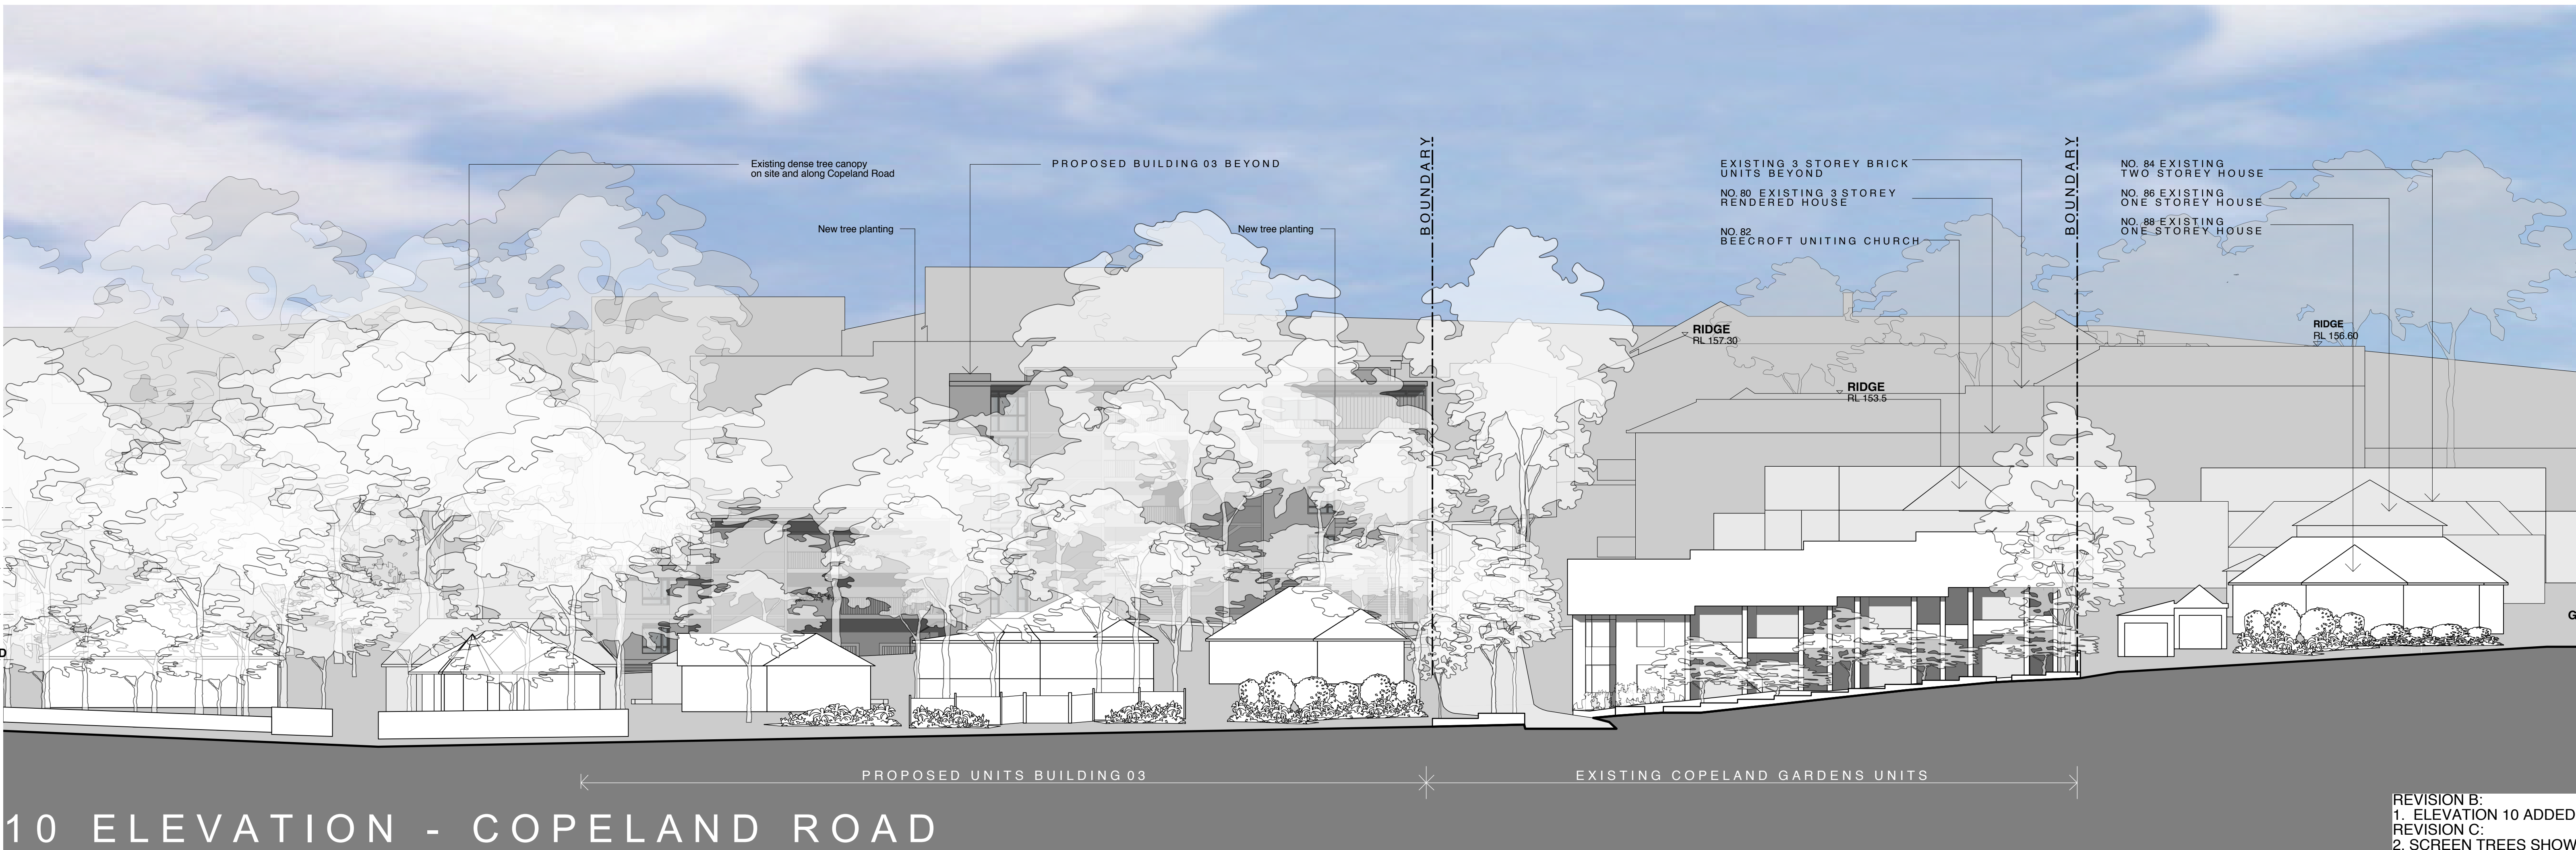 Existing dense tree canopy
on site and along Copeland Road
PROPOSED BUILDING 03 BEYOND
New tree planting
New tree planting
BOUNDARY
EXISTING 3 STOREY BRICK
UNITS BEYOND
NO. 80 EXISTING 3 STOREY
RENDERED HOUSE
NO. 82
BEECROFT UNITING CHURCH
BOUNDARY
NO. 84 EXISTING
TWO STOREY HOUSE
NO. 86 EXISTING
ONE STOREY HOUSE
NO. 88 EXISTING
ONE STOREY HOUSE
RIDGE
RL 157.30
RIDGE
RL 153.5
RIDGE
RL 156.60
D
G
PROPOSED UNITS BUILDING 03
EXISTING COPELAND GARDENS UNITS
10 ELEVATION - COPELAND ROAD
REVISION B:
1. ELEVATION 10 ADDED
REVISION C:
2. SCREEN TREES SHOW